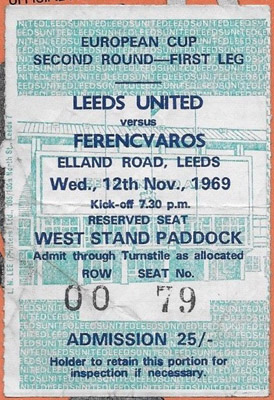 EUROPEAN CUP
SECOND ROUND—FIRST LEG
LEEDS UNITED
versus
FERENCVAROS
ELLAND ROAD, LEEDS
Wed., 12th Nov., 1969
Kick-off 7.30 p.m.
RESERVED SEAT
WEST STAND PADDOCK
Admit through Turnstile as allocated
ROW SEAT No.
00 79
ADMISSION 25/-
Holder to retain this portion for
inspection if necessary.